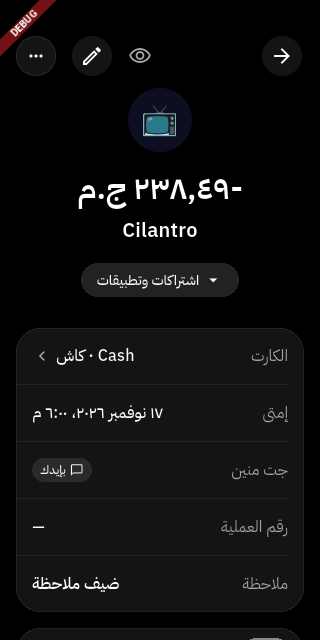 DEBUG
-٢٣٨,٤٩ ج.م
Cilantro
اشتراكات وتطبيقات
الكارت
Cash · كاش
إمتى
١٧ نوفمبر ٢٠٢٦، ٦:٠٠ م
جت منين
بإيدك
رقم العملية
—
ملاحظة
ضيف ملاحظة